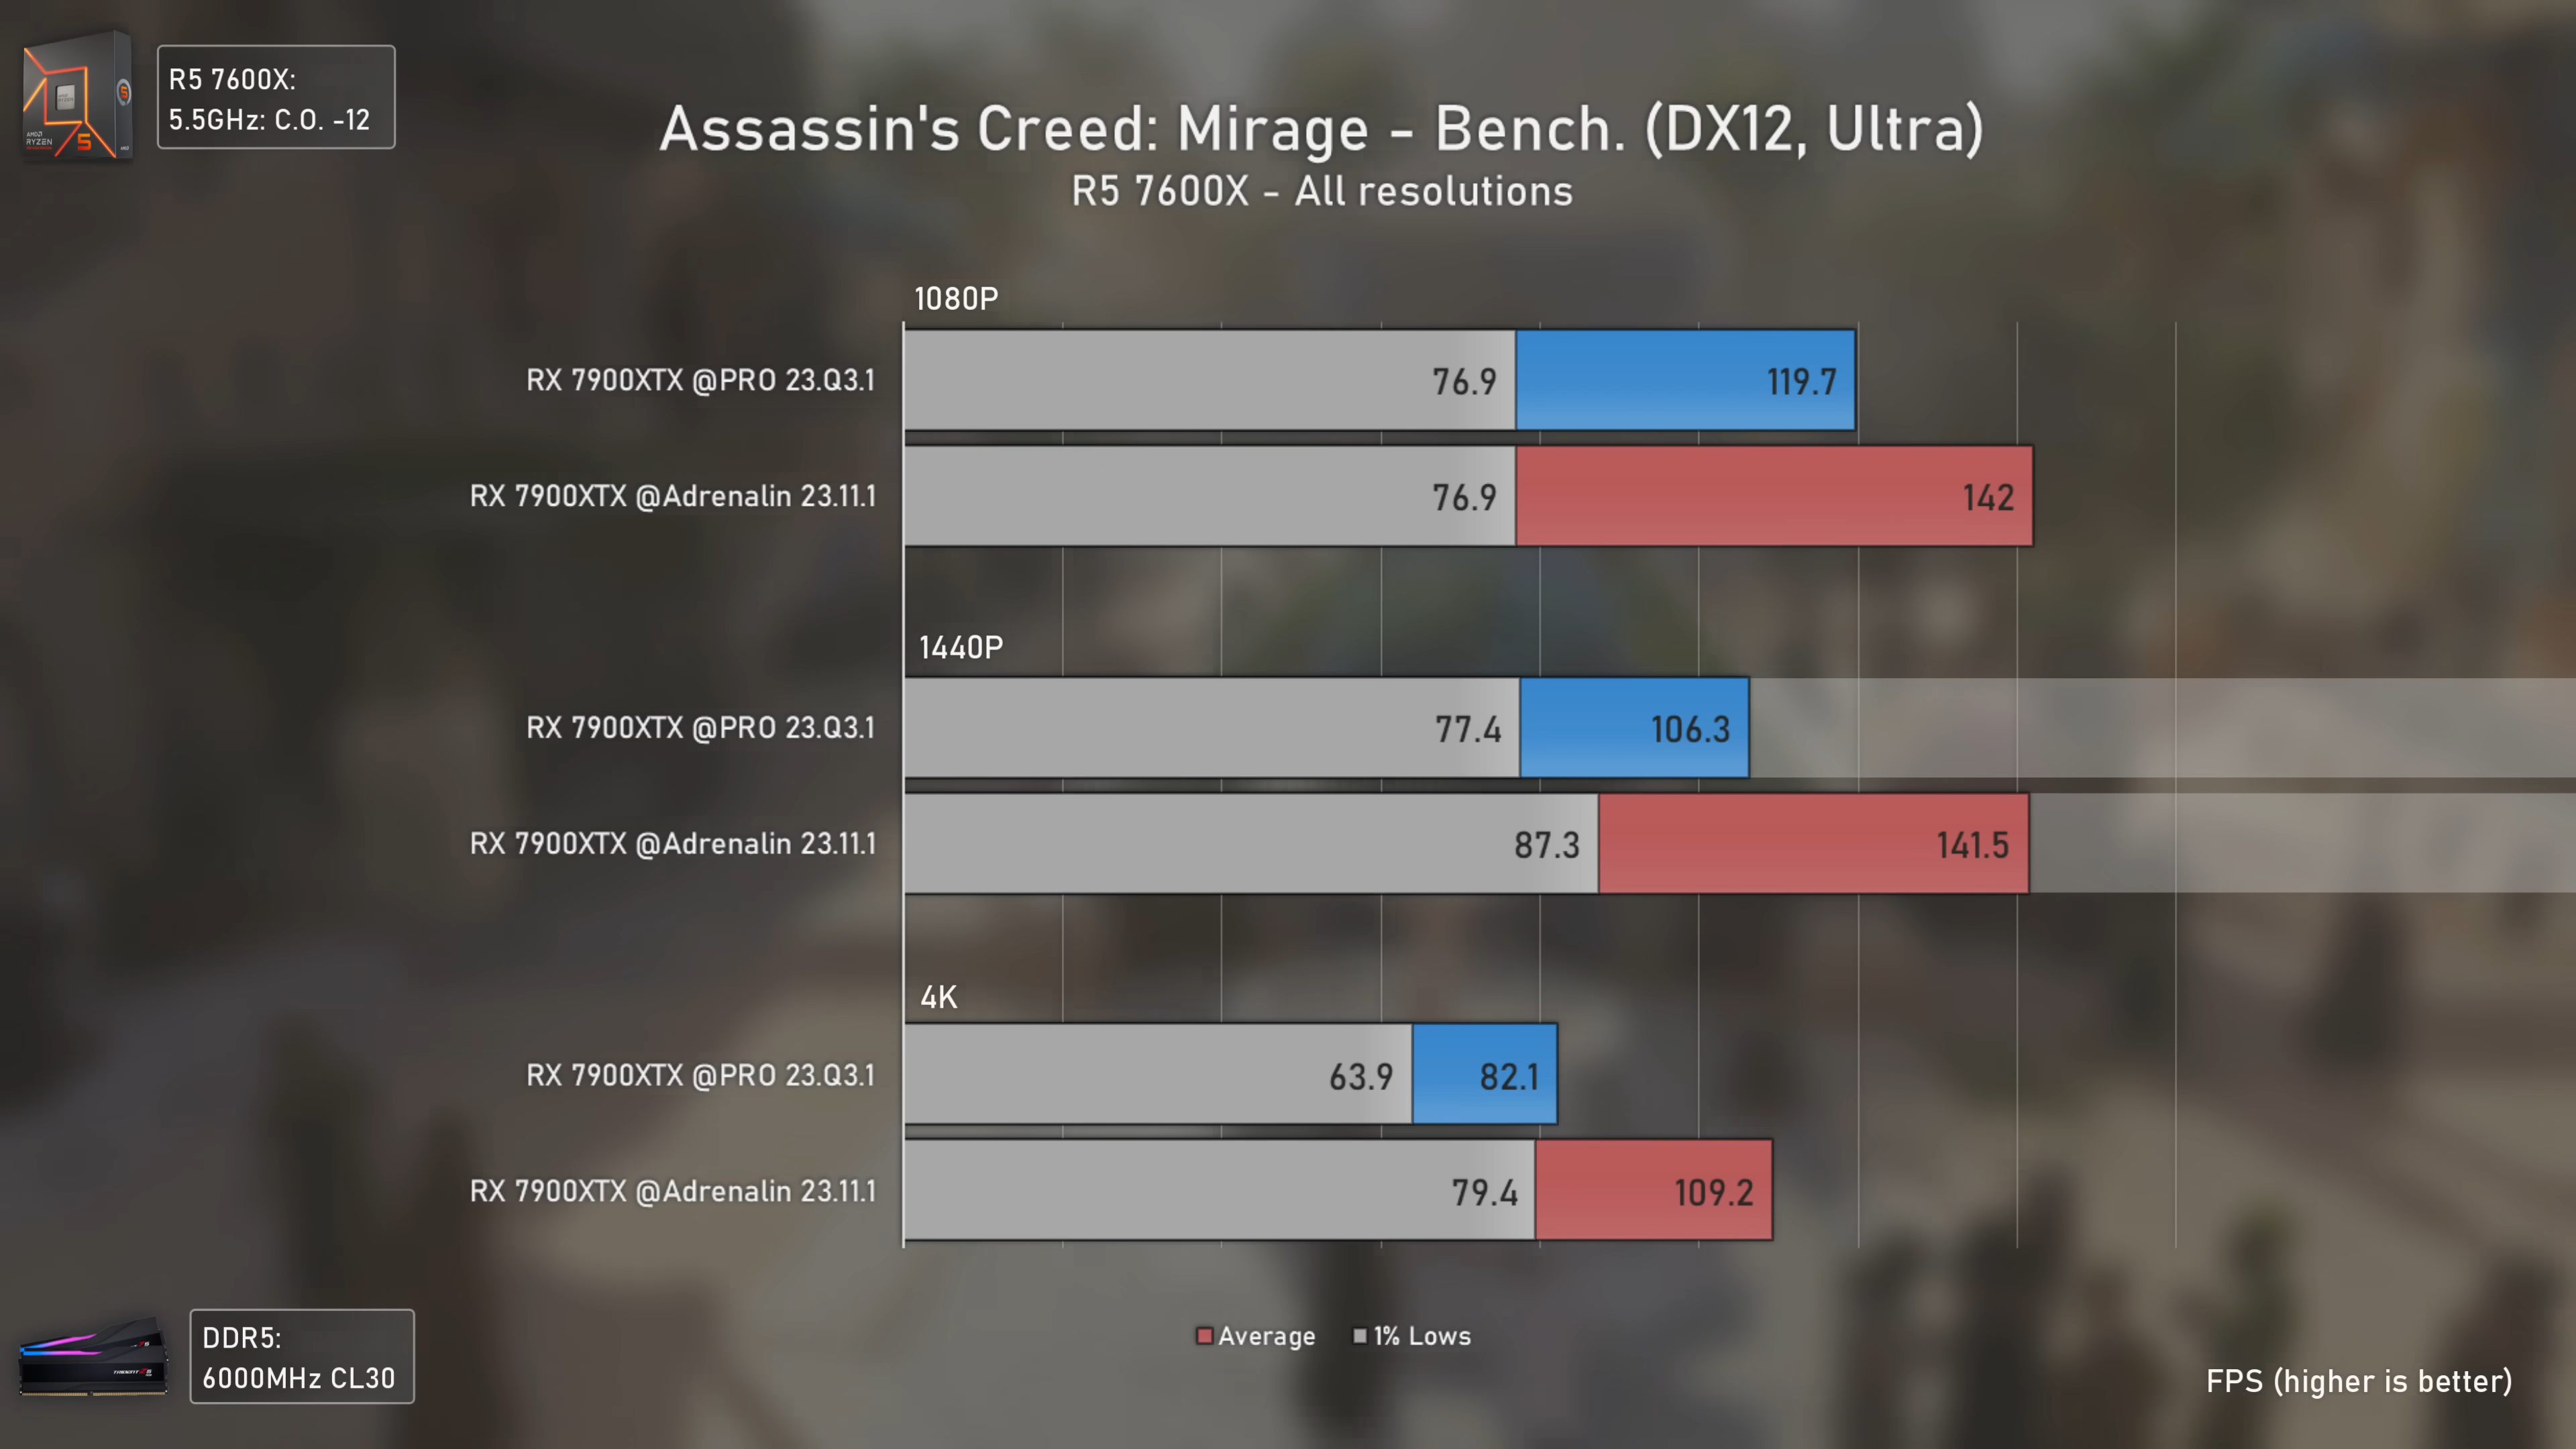 R5 7600X:
5.5GHz: C.O. -12
AMD
RYZEN
5
5
Assassin's Creed: Mirage - Bench. (DX12, Ultra)
R5 7600X - All resolutions
1080P
RX 7900XTX @PRO 23.Q3.1
76.9
119.7
RX 7900XTX @Adrenalin 23.11.1
76.9
142
1440P
RX 7900XTX @PRO 23.Q3.1
77.4
106.3
RX 7900XTX @Adrenalin 23.11.1
87.3
141.5
4K
RX 7900XTX @PRO 23.Q3.1
63.9
82.1
RX 7900XTX @Adrenalin 23.11.1
79.4
109.2
Average
1% Lows
DDR5:
6000MHz CL30
FPS (higher is better)